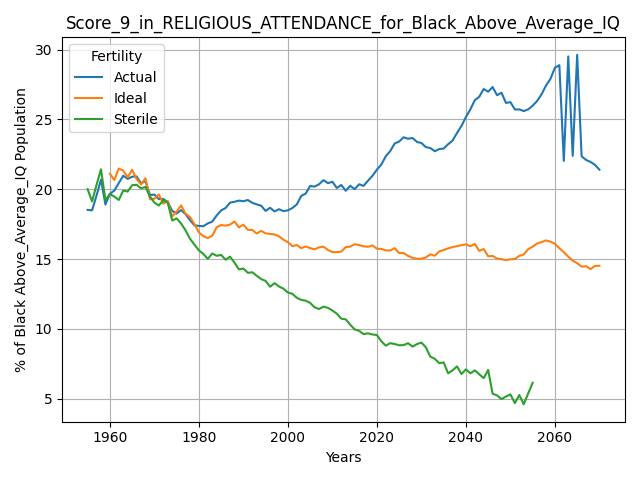 Score_9_in_RELIGIOUS_ATTENDANCE_for_Black_Above_Average_IQ
Fertility
Actual
Ideal
Sterile
% of Black Above_Average_IQ Population
30
25
20
15
10
5
1960 1980 2000 2020 2040 2060
Years